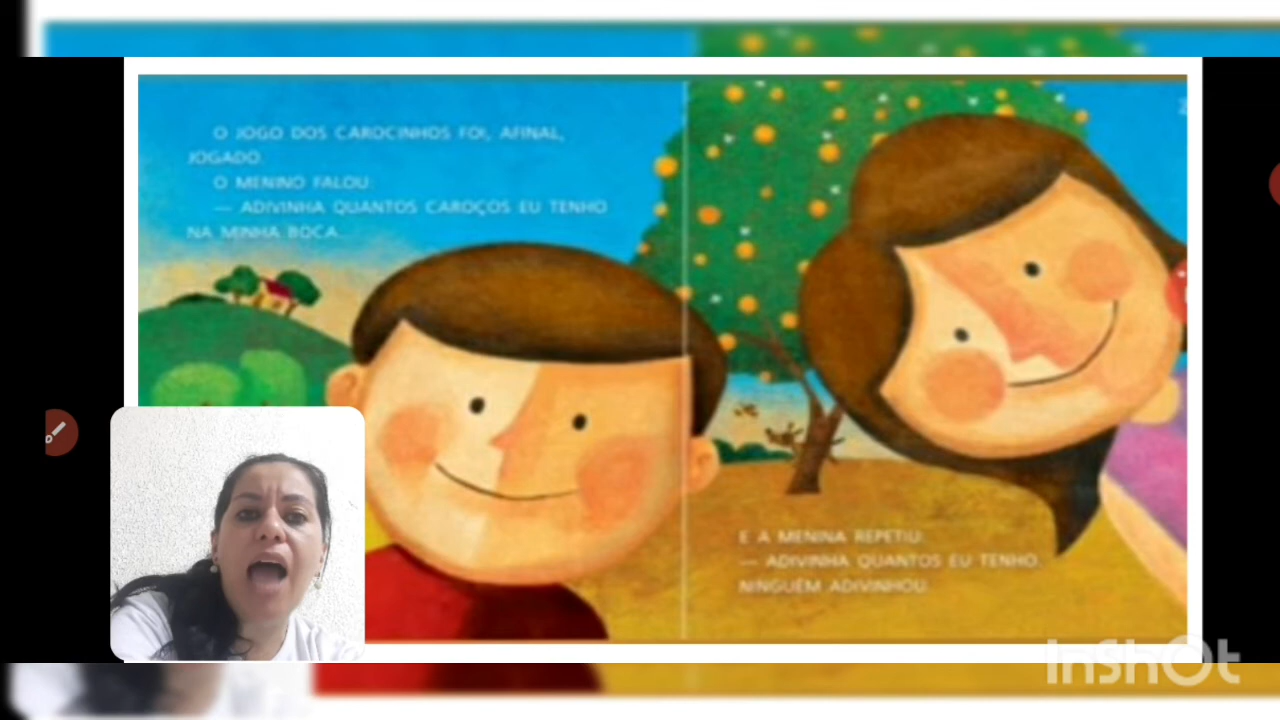 O JOGO DOS CAROCINHOS FOI, AFINAL,
JOGADO.
O MENINO FALOU:
— ADIVINHA QUANTOS CAROÇOS EU TENHO
NA MINHA BOCA...
E A MENINA REPETIU:
— ADIVINHA QUANTOS EU TENHO.
NINGUÉM ADIVINHOU.
InShOt